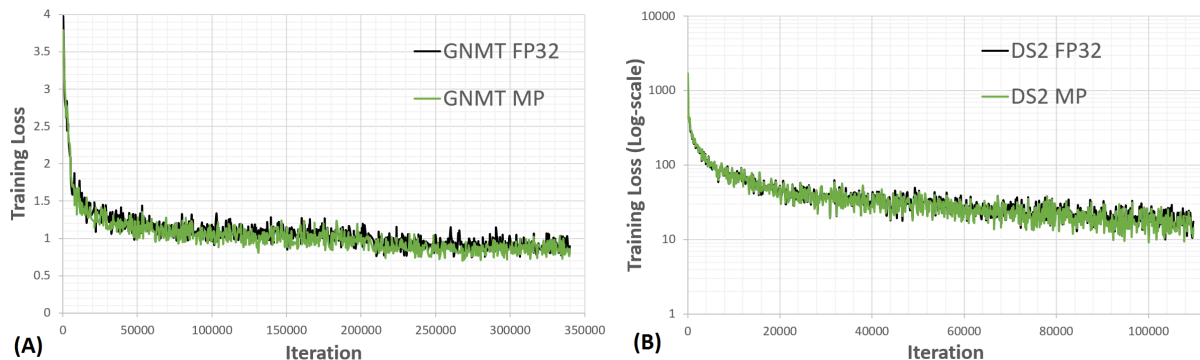 4
3.5
3
2.5
2
1.5
1
0.5
0
Training Loss
GNMT FP32
GNMT MP
0 50000 100000 150000 200000 250000 300000 350000
Iteration
(A)
10000
1000
100
10
1
Training Loss (Log-scale)
DS2 FP32
DS2 MP
0 20000 40000 60000 80000 100000
Iteration
(B)